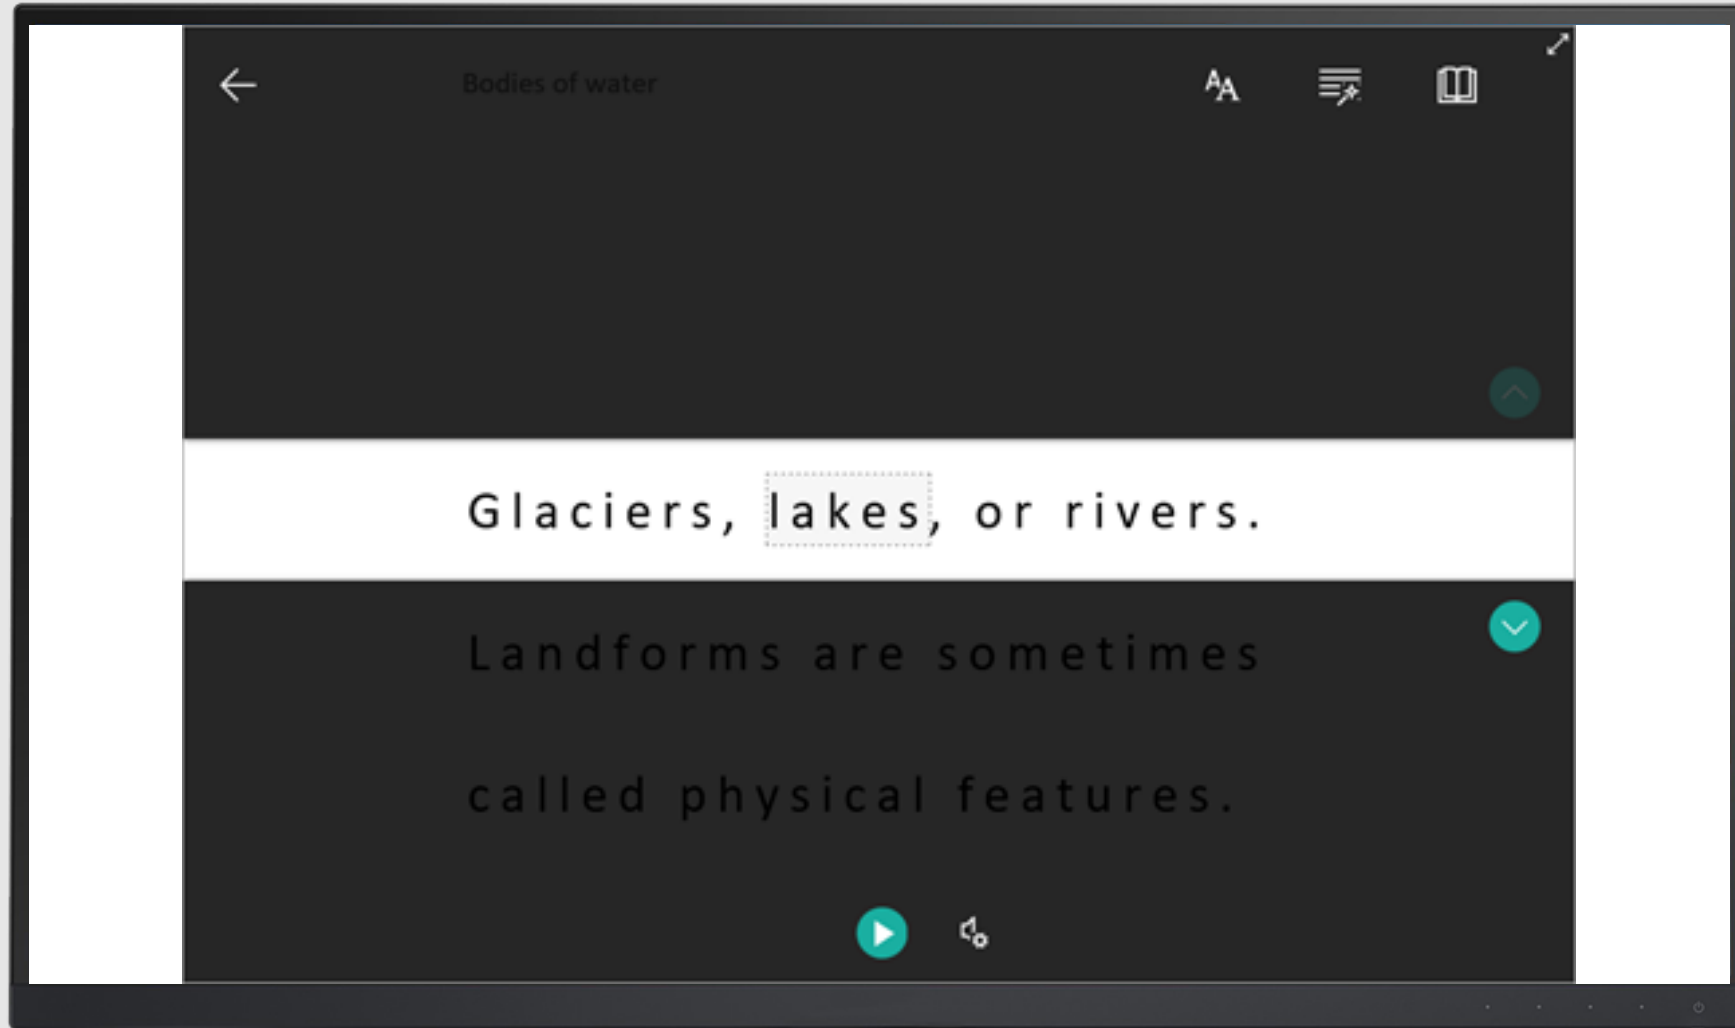 Bodies of water
Glaciers, lakes, or rivers.
Landforms are sometimes
called physical features.